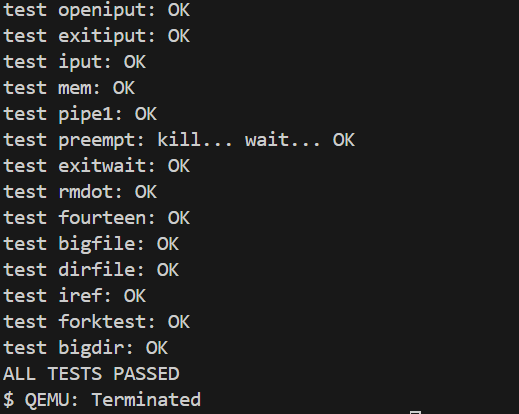 test openiput: OK
test exitiput: OK
test iput: OK
test mem: OK
test pipe1: OK
test preempt: kill... wait... OK
test exitwait: OK
test rmdot: OK
test fourteen: OK
test bigfile: OK
test dirfile: OK
test iref: OK
test forktest: OK
test bigdir: OK
ALL TESTS PASSED
$ QEMU: Terminated